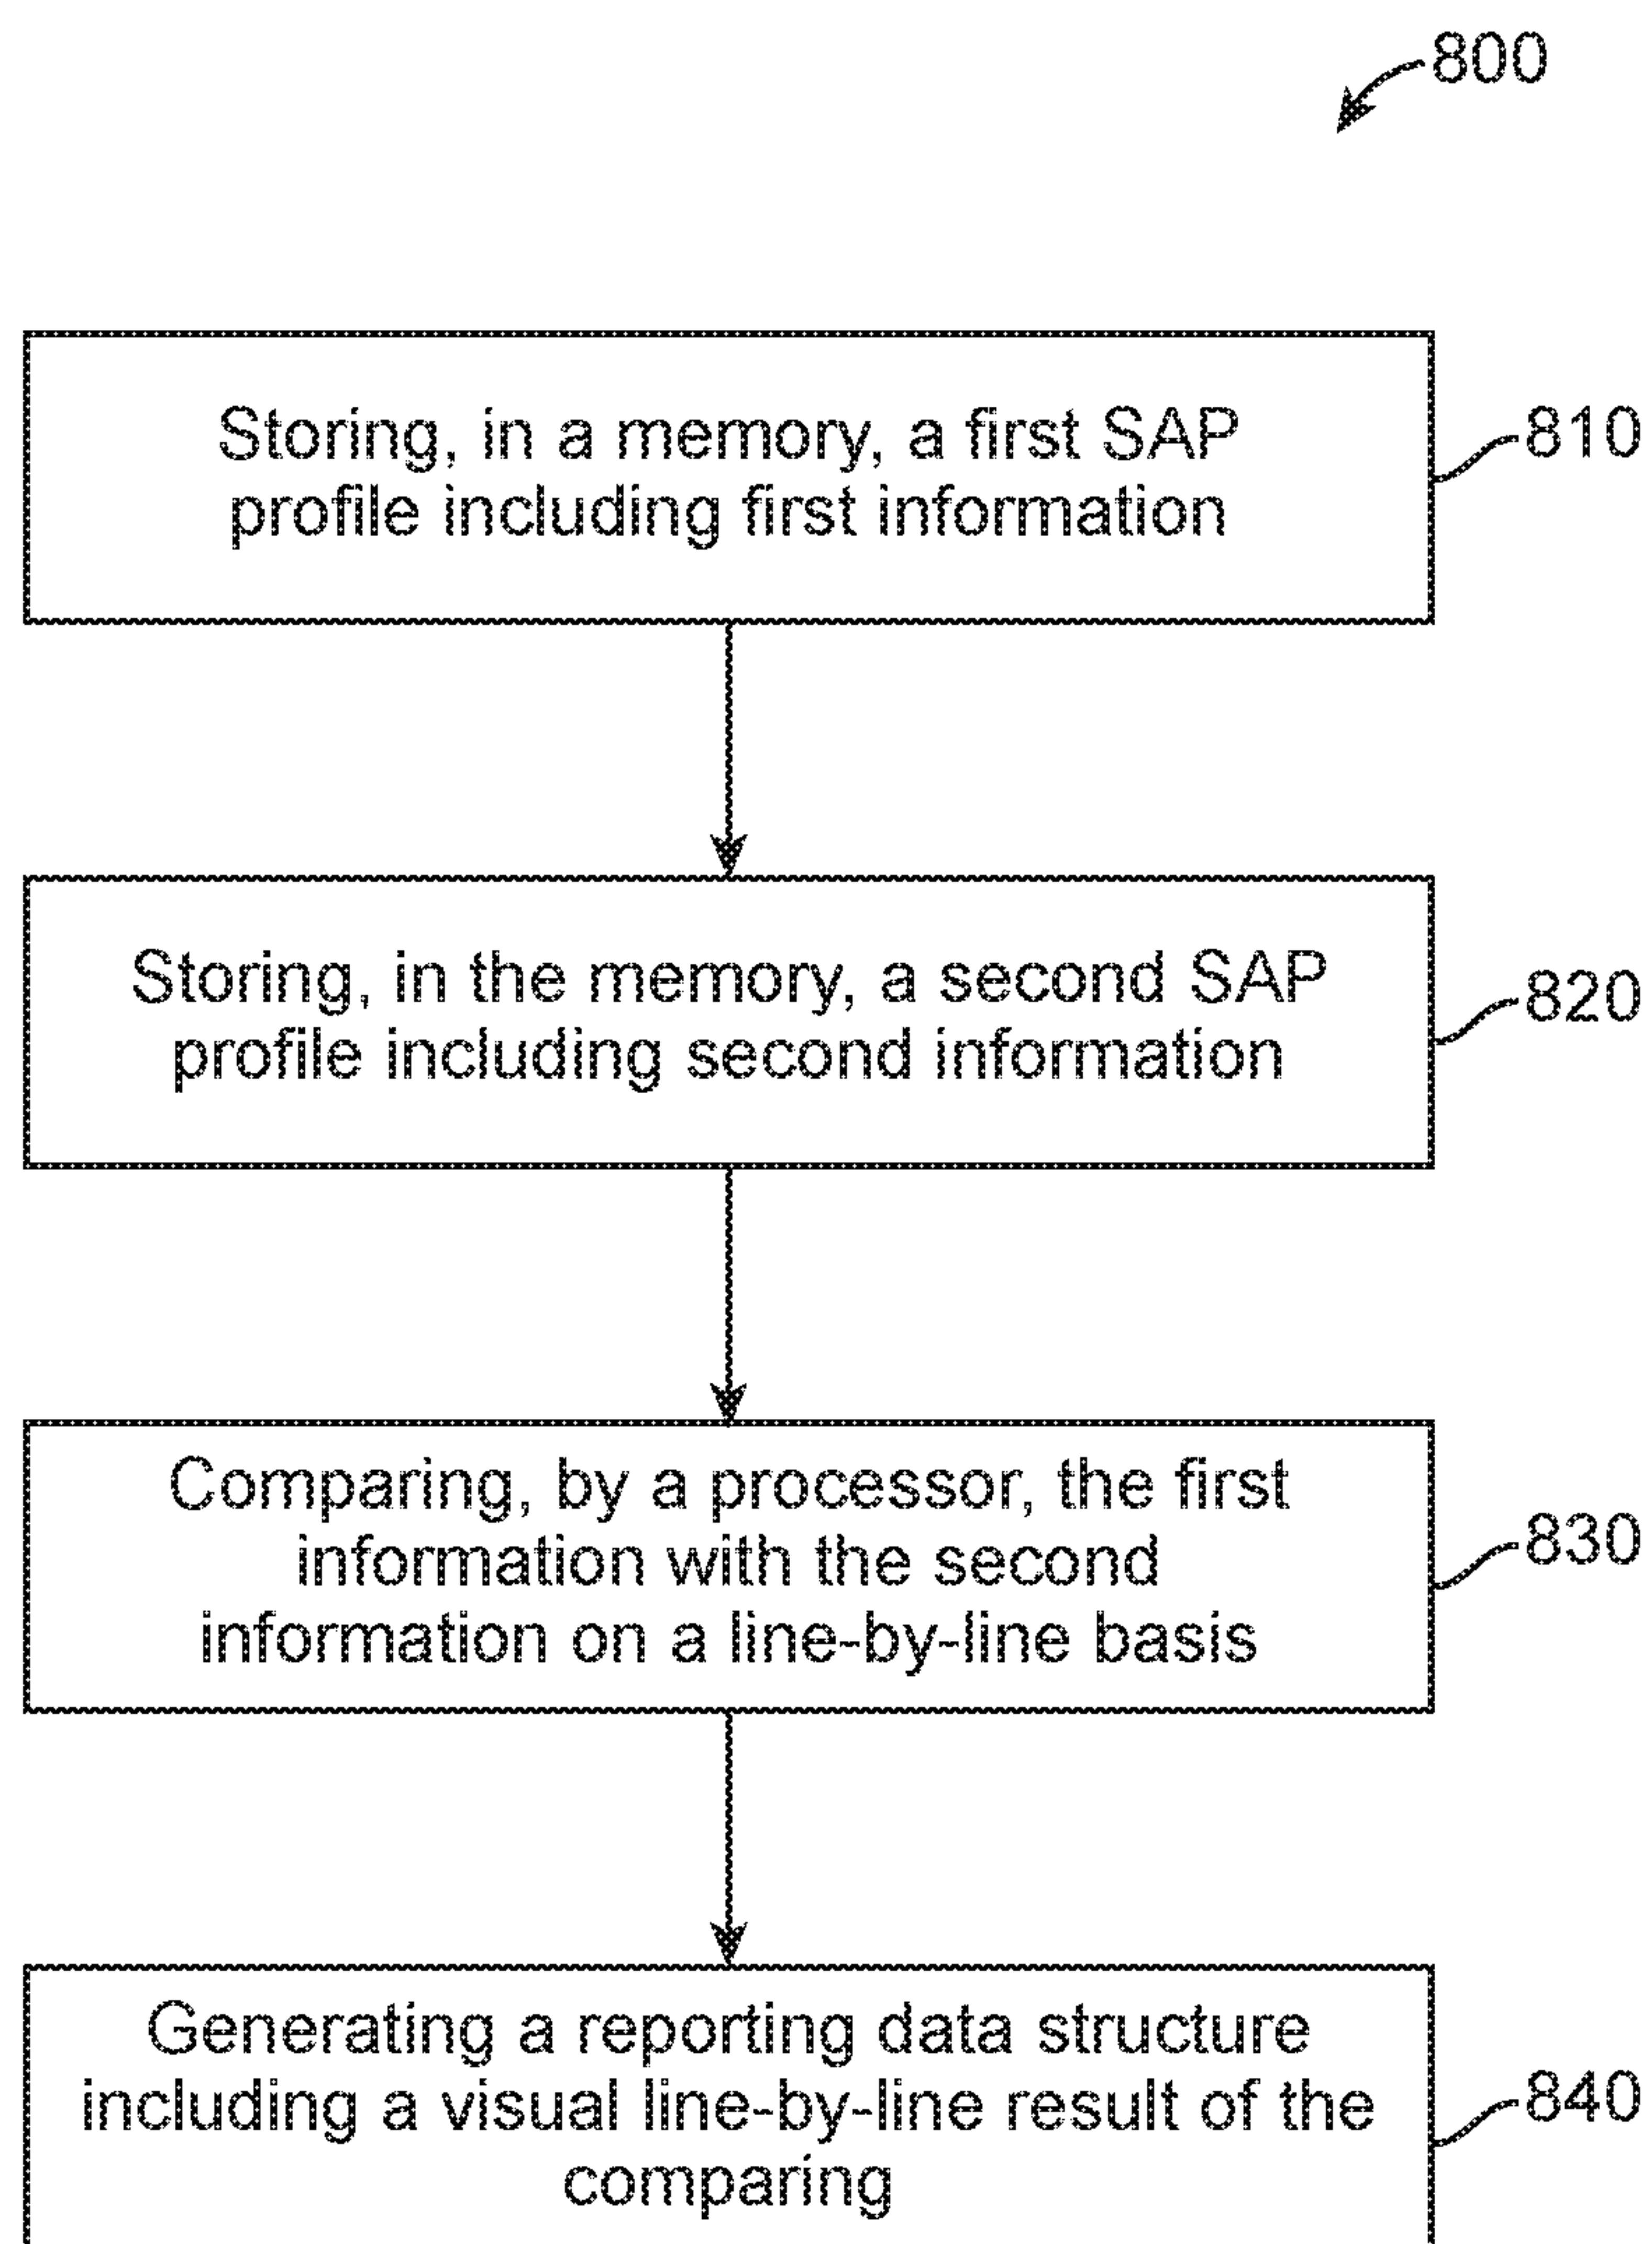 800
Storing, in a memory, a first SAP
profile including first information
810
Storing, in the memory, a second SAP
profile including second information
820
Comparing, by a processor, the first
information with the second
information on a line-by-line basis
830
Generating a reporting data structure
including a visual line-by-line result of the
comparing
840